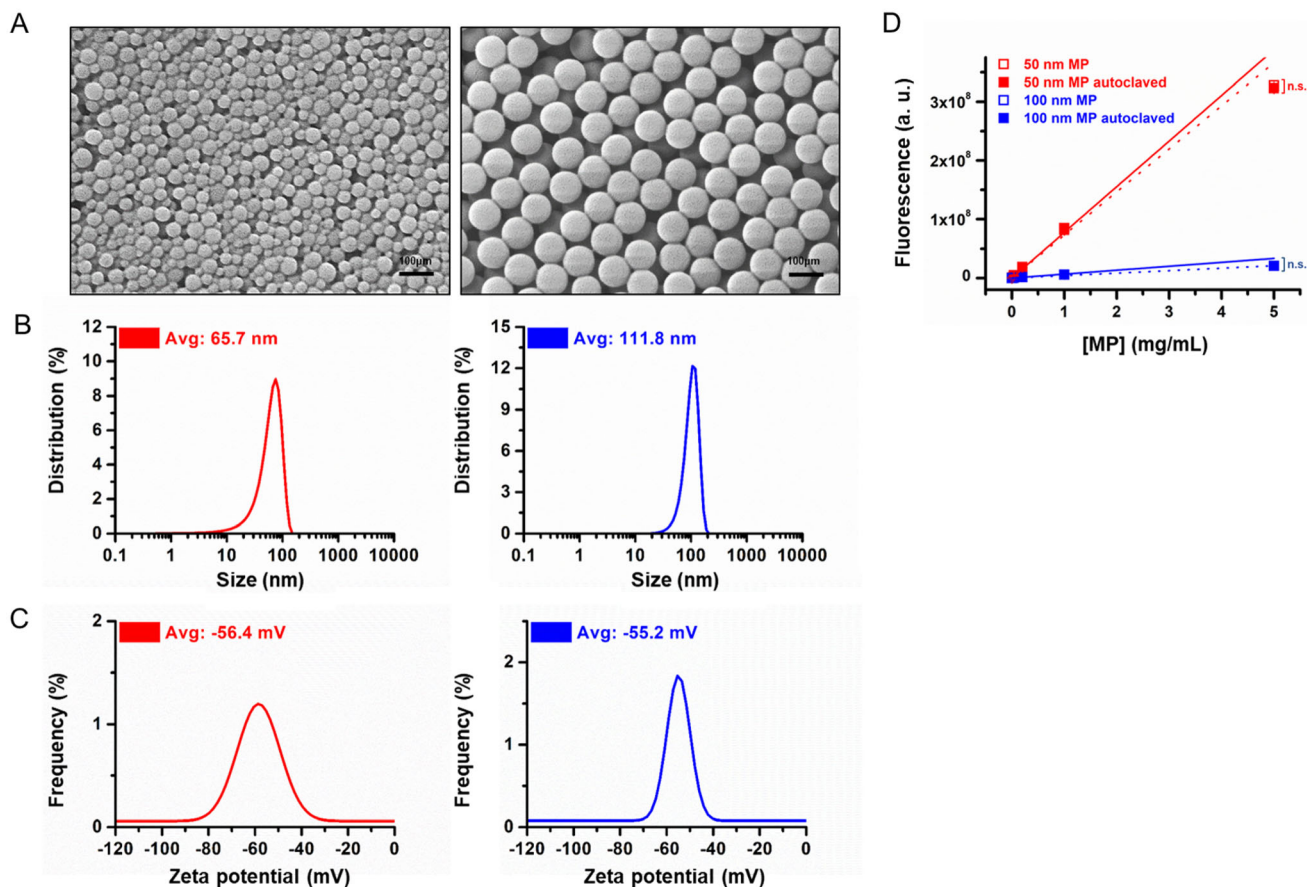 A
100µm
100µm
B
Distribution (%)
12
10
8
6
4
2
0
Avg: 65.7 nm
0.1 1 10 100 1000 10000
Size (nm)
Distribution (%)
15
12
9
6
3
0
Avg: 111.8 nm
0.1 1 10 100 1000 10000
Size (nm)
C
Frequency (%)
2
1
0
Avg: -56.4 mV
-120 -100 -80 -60 -40 -20 0
Zeta potential (mV)
Frequency (%)
2
1
0
Avg: -55.2 mV
-120 -100 -80 -60 -40 -20 0
Zeta potential (mV)
D
Fluorescence (a. u.)
3x10⁸
2x10⁸
1x10⁸
0
50 nm MP
50 nm MP autoclaved
100 nm MP
100 nm MP autoclaved
n.s.
n.s.
0 1 2 3 4 5
[MP] (mg/mL)